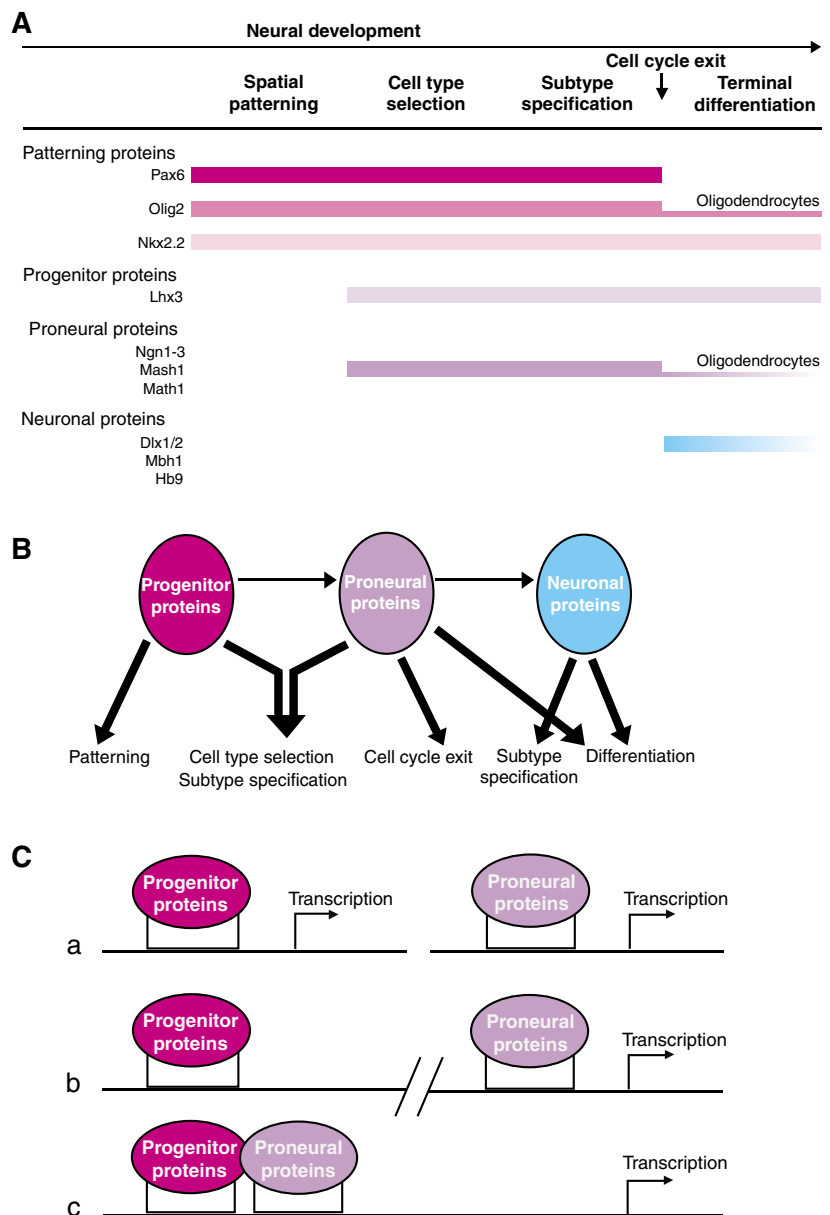 A
Neural development
Cell cycle exit
Spatial patterning
Cell type selection
Subtype specification
Terminal differentiation
Patterning proteins
Pax6
Olig2
Oligodendrocytes
Nkx2.2
Progenitor proteins
Lhx3
Proneural proteins
Ngn1-3
Mash1
Oligodendrocytes
Math1
Neuronal proteins
Dlx1/2
Mbh1
Hb9
B
Progenitor
proteins
Proneural
proteins
Neuronal
proteins
Patterning
Cell type selection
Subtype specification
Cell cycle exit
Subtype
specification
Differentiation
C
Progenitor
proteins
Transcription
Proneural
proteins
Transcription
a
Progenitor
proteins
Proneural
proteins
Transcription
b
Progenitor
proteins
Proneural
proteins
Transcription
c